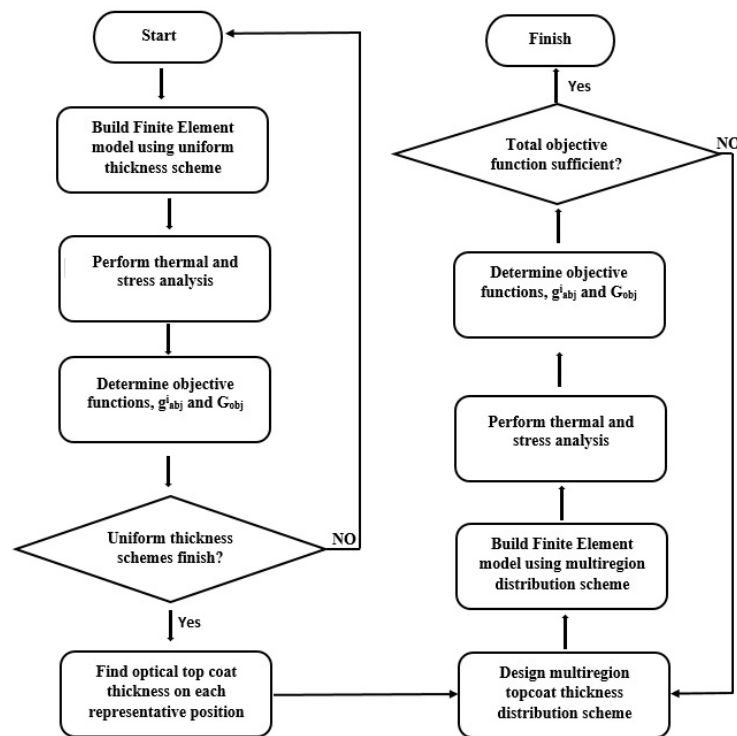 Start
Build Finite Element
model using uniform
thickness scheme
Perform thermal and
stress analysis
Determine objective
functions, gⁱabj and Gobj
Uniform thickness
schemes finish?
NO
Yes
Find optical top coat
thickness on each
representative position
Design multiregion
topcoat thickness
distribution scheme
Build Finite Element
model using multiregion
distribution scheme
Perform thermal and
stress analysis
Determine objective
functions, gⁱabj and Gobj
Total objective
function sufficient?
NO
Yes
Finish